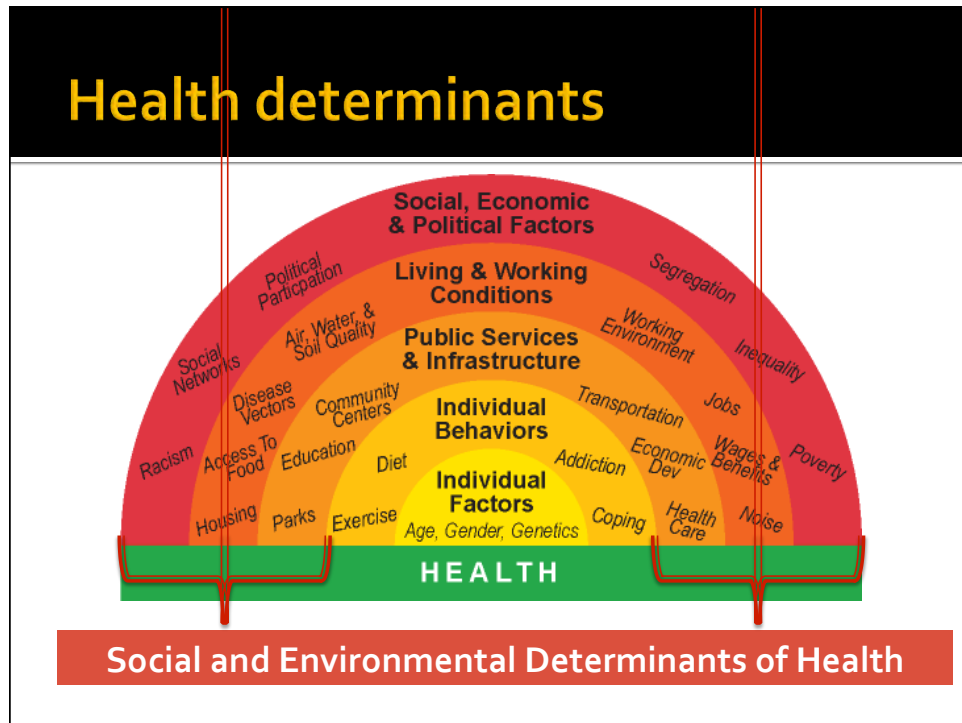 Health determinants
Social, Economic
& Political Factors
Political
Particpation
Segregation
Social
Networks
Inequality
Racism
Poverty
Living & Working
Conditions
Air, Water, &
Soil Quality
Working
Environment
Disease
Vectors
Jobs
Access To
Food
Wages &
Benefits
Housing
Noise
Public Services
& Infrastructure
Community
Centers
Transportation
Education
Economic
Dev
Parks
Health
Care
Individual
Behaviors
Diet
Addiction
Exercise
Coping
Individual
Factors
Age, Gender, Genetics
HEALTH
Social and Environmental Determinants of Health